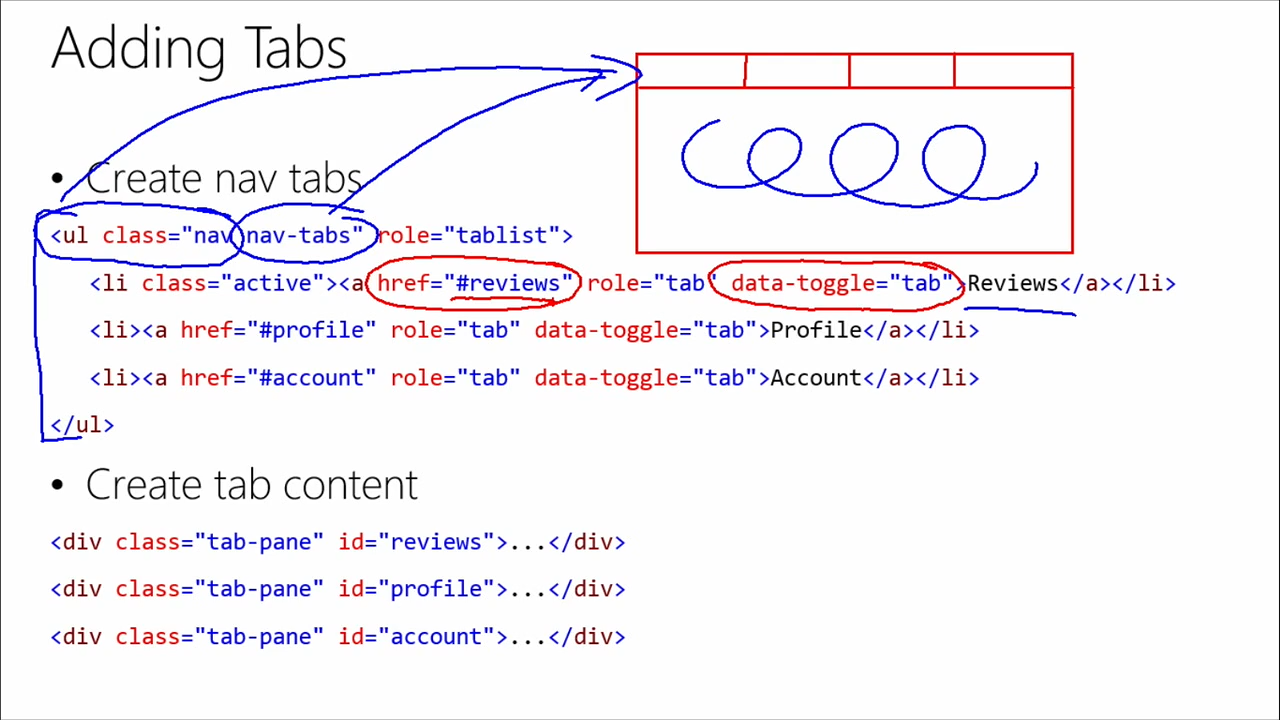 Adding Tabs
• Create nav tabs
<ul class="nav nav-tabs" role="tablist">
<li class="active"><a href="#reviews" role="tab" data-toggle="tab">Reviews</a></li>
<li><a href="#profile" role="tab" data-toggle="tab">Profile</a></li>
<li><a href="#account" role="tab" data-toggle="tab">Account</a></li>
</ul>
• Create tab content
<div class="tab-pane" id="reviews">...</div>
<div class="tab-pane" id="profile">...</div>
<div class="tab-pane" id="account">...</div>